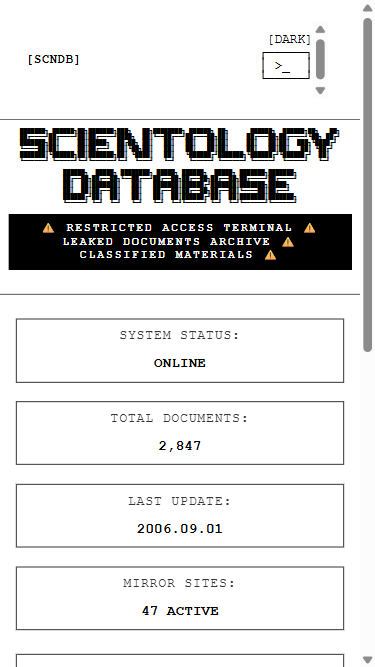 [SCNDB]
[DARK]
>_
SCIENTOLOGY
DATABASE
⚠ RESTRICTED ACCESS TERMINAL ⚠
LEAKED DOCUMENTS ARCHIVE ⚠
CLASSIFIED MATERIALS ⚠
SYSTEM STATUS:
ONLINE
TOTAL DOCUMENTS:
2,847
LAST UPDATE:
2006.09.01
MIRROR SITES:
47 ACTIVE